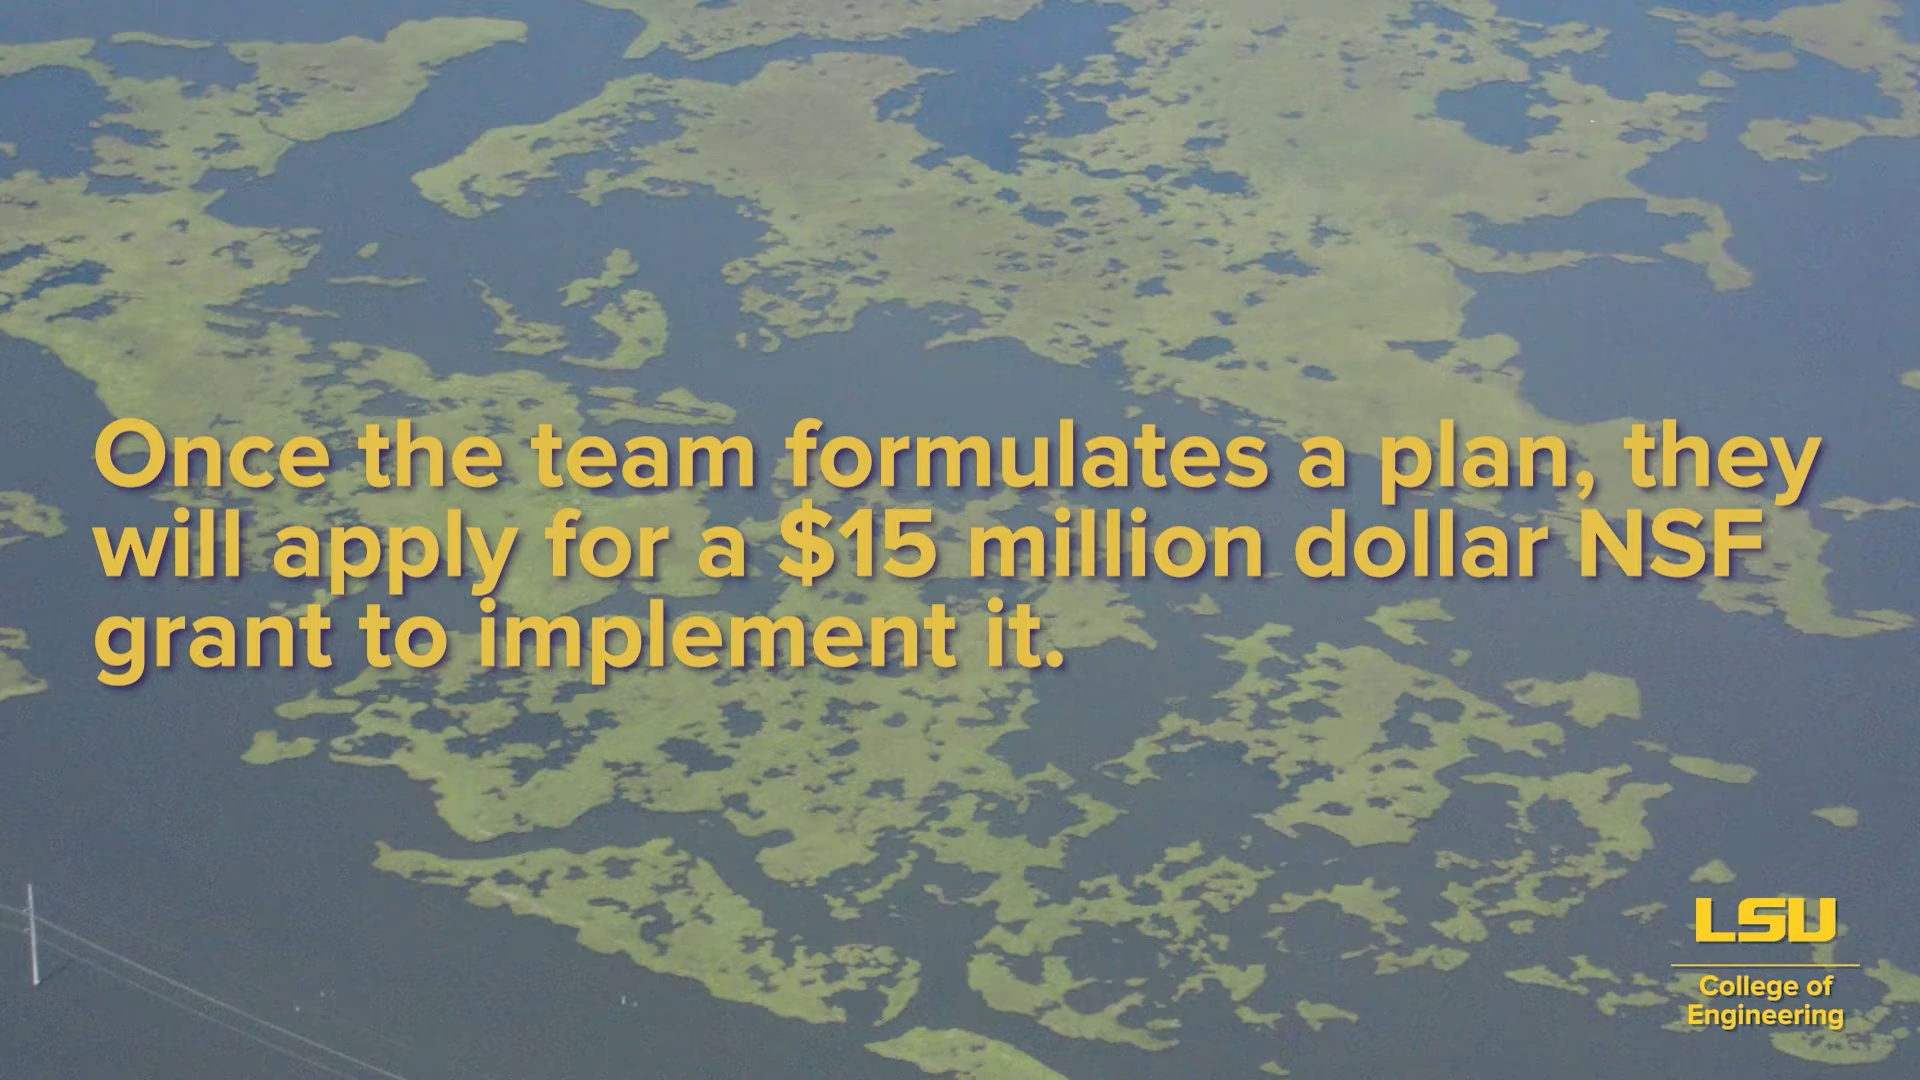 Once the team formulates a plan, they
will apply for a $15 million dollar NSF
grant to implement it.
LSU
College of
Engineering